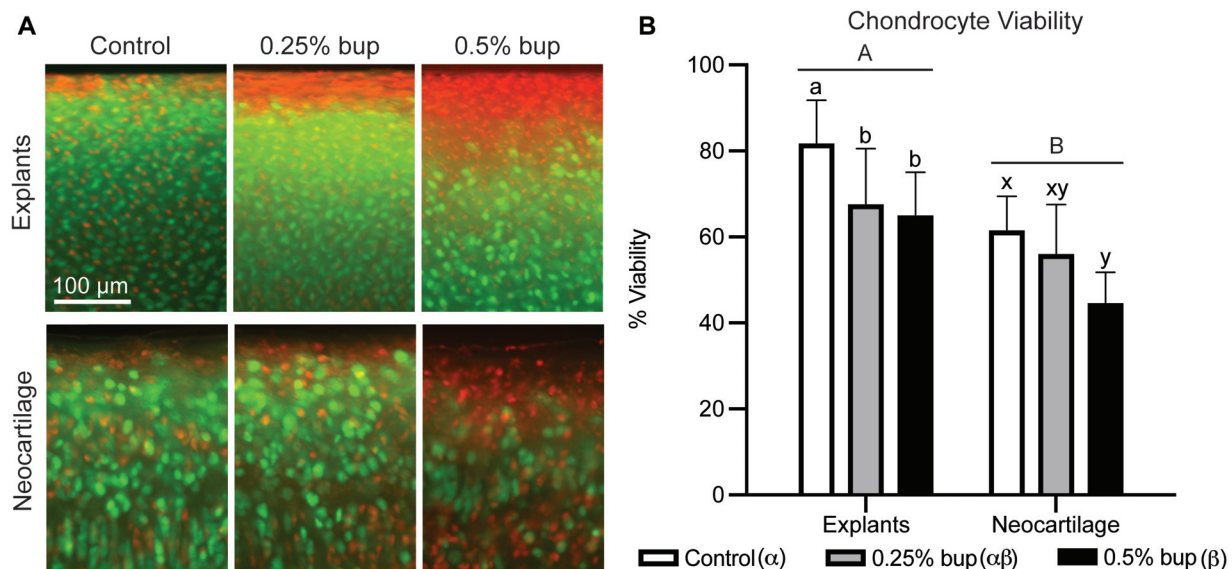 A
Control
0.25% bup
0.5% bup
Explants
100 µm
Neocartilage
B
Chondrocyte Viability
% Viability
100
80
60
40
20
0
A
a
b
b
B
x
xy
y
Explants
Neocartilage
Control(α)
0.25% bup(αβ)
0.5% bup(β)